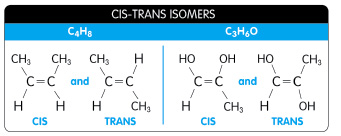 CIS-TRANS ISOMERS
C₄H₈ C₃H₆O
CH₃ CH₃ CH₃ H HO OH HO CH₃
C=C and C=C C=C and C=C
H H H CH₃ H CH₃ H OH
CIS TRANS CIS TRANS